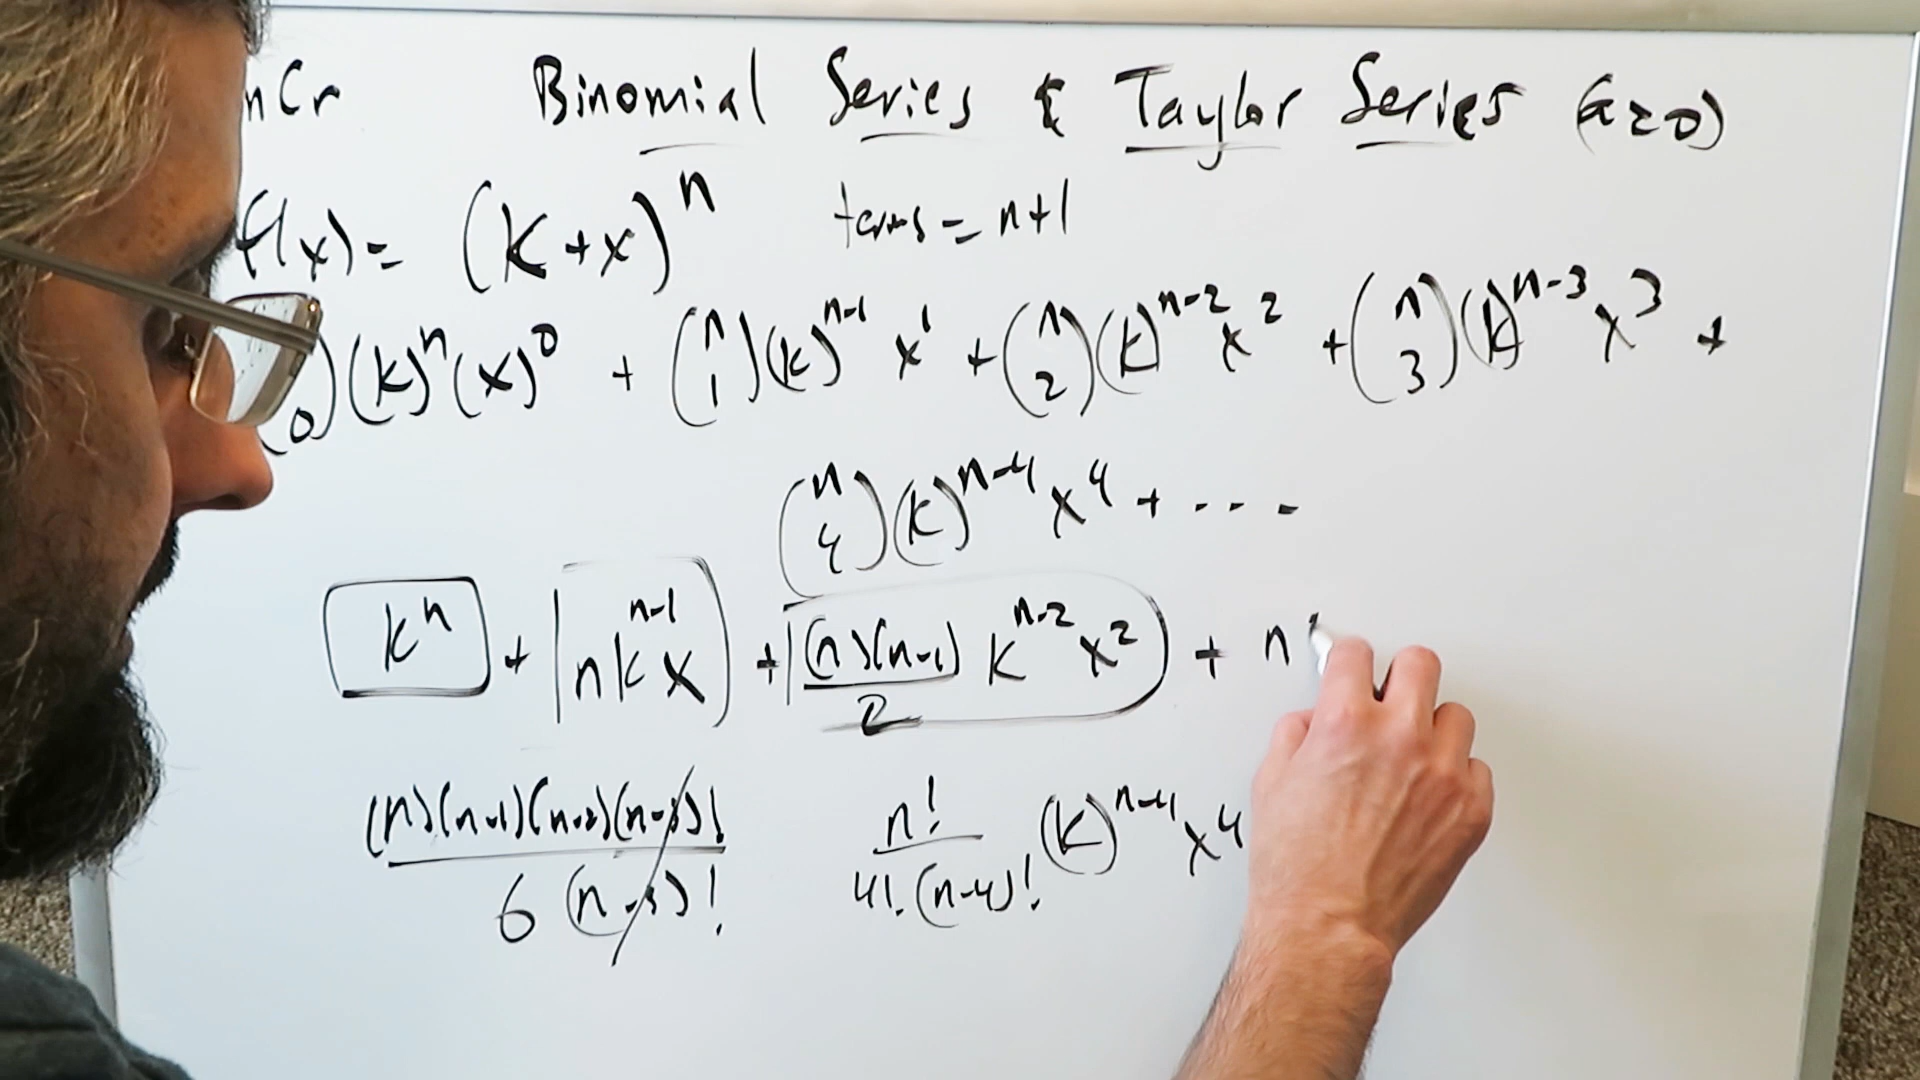 nCr Binomial Series & Taylor Series (a=0)
f(x) = (k+x)^n terms = n+1
0)(k)^n(x)^0 + (n 1)(k)^n-1 x^1 + (n 2)(k)^n-2 x^2 + (n 3)(k)^n-3 x^3 +
(n 4)(k)^n-4 x^4 + ---
k^n + nk^n-1 x + (n)(n-1)/2 k^n-2 x^2 + n
(n)(n-1)(n-2)(n-3)!/6(n-3)! n!/4!.(n-4)! (k)^n-4 x^4